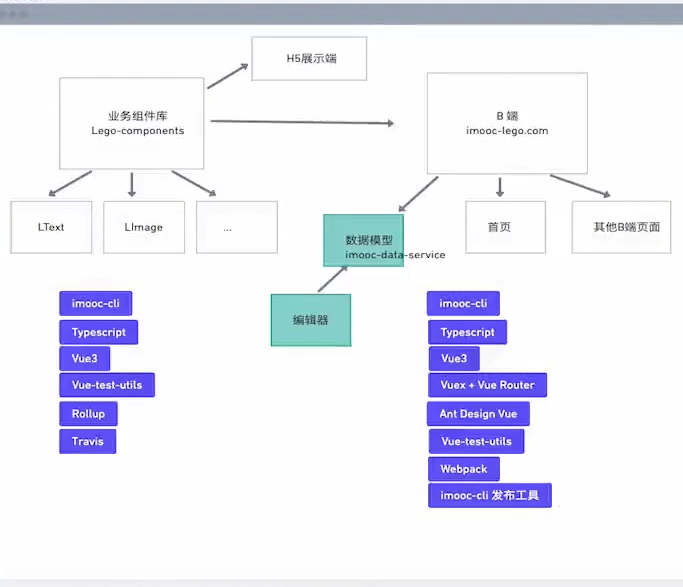 H5展示端
业务组件库
Lego-components
B 端
imooc-lego.com
LText
LImage
...
数据模型
imooc-data-service
首页
其他B端页面
编辑器
imooc-cli
Typescript
Vue3
Vue-test-utils
Rollup
Travis
imooc-cli
Typescript
Vue3
Vuex + Vue Router
Ant Design Vue
Vue-test-utils
Webpack
imooc-cli 发布工具